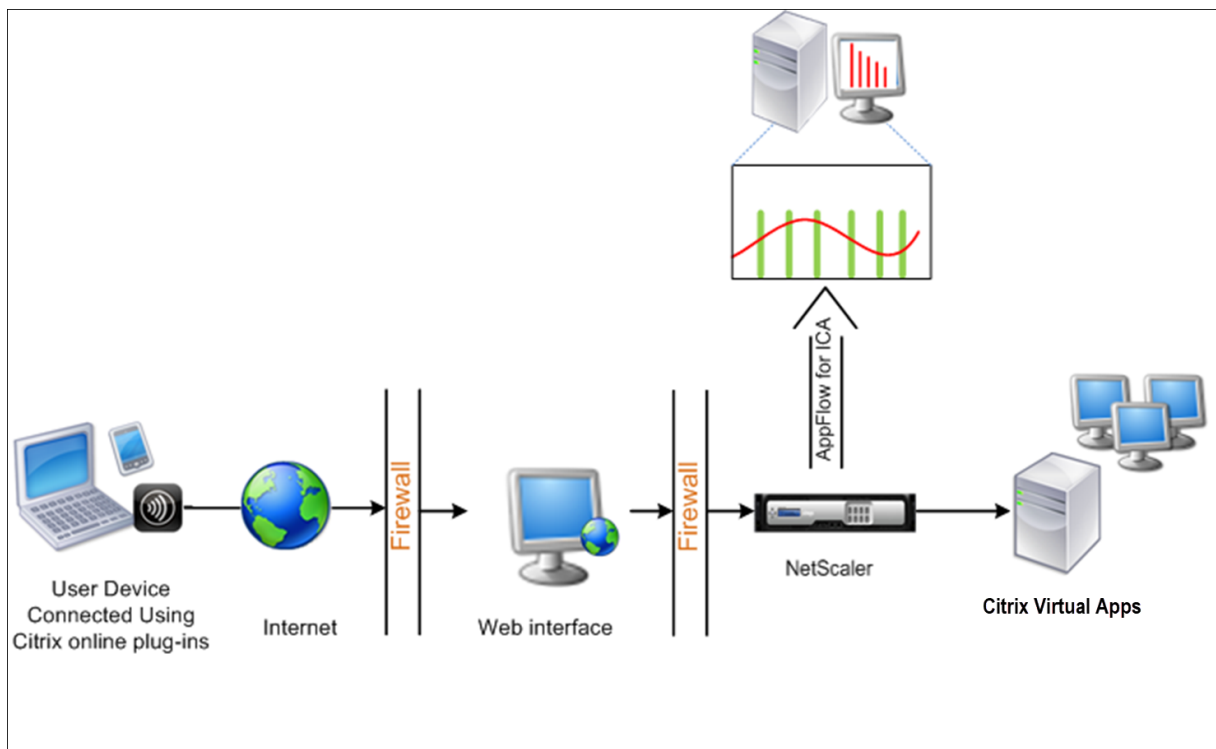 AppFlow for ICA
Firewall
Firewall
User Device
Connected Using
Citrix online plug-ins
Internet
Web interface
NetScaler
Citrix Virtual Apps